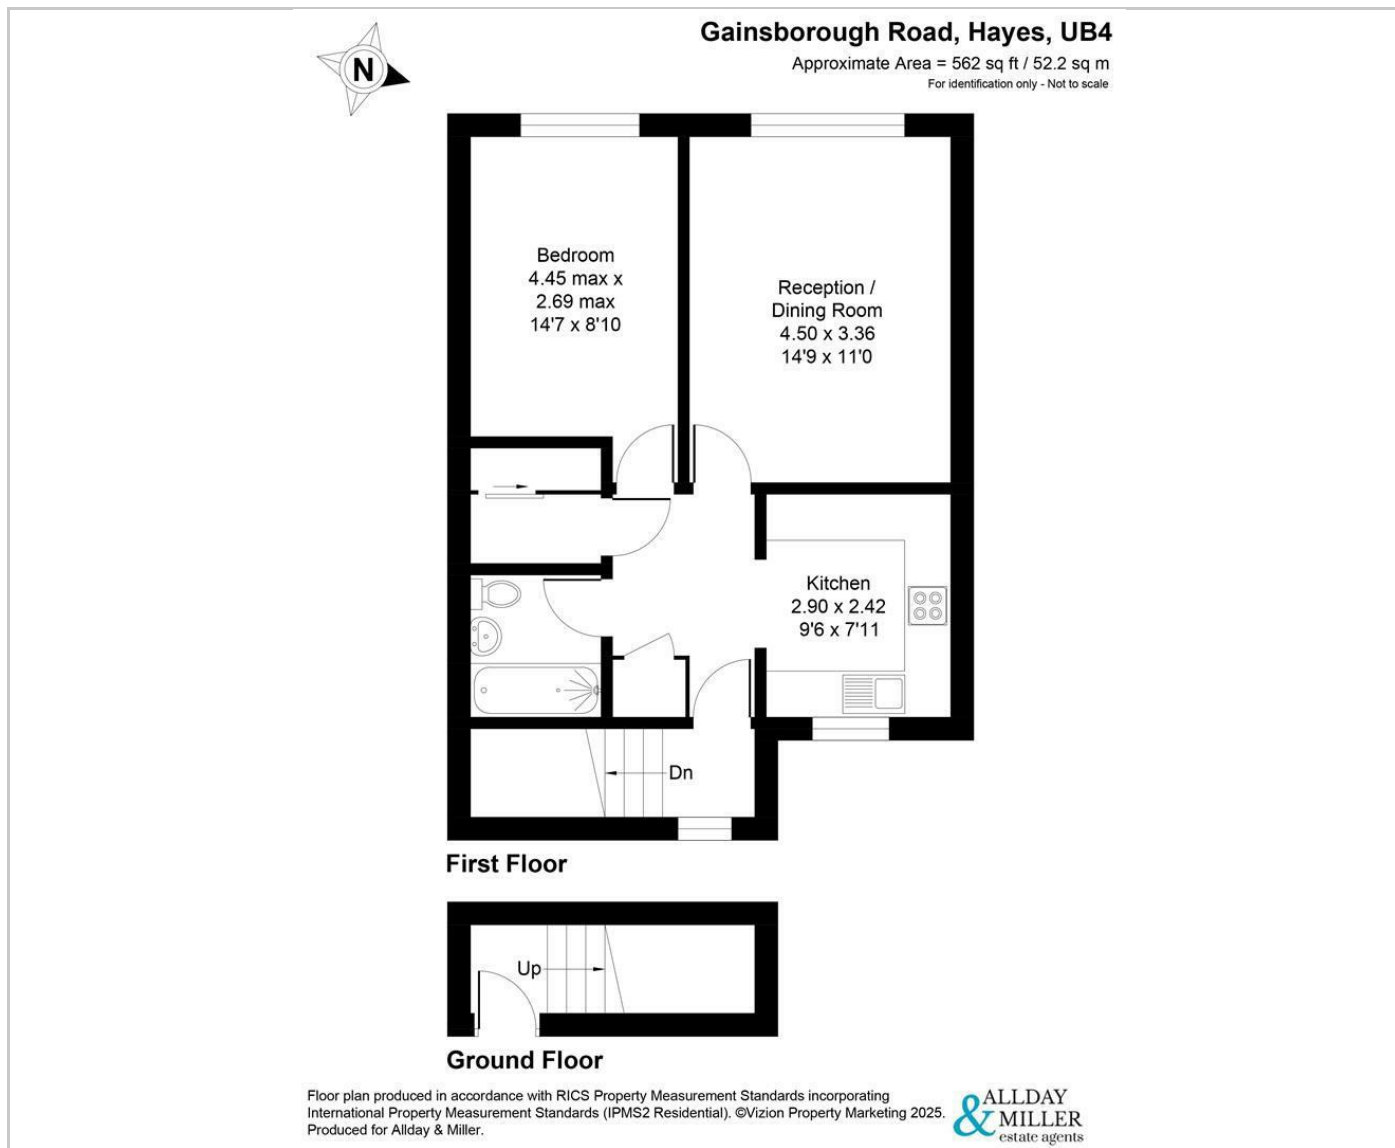 Gainsborough Road, Hayes, UB4
Approximate Area = 562 sq ft / 52.2 sq m
For identification only - Not to scale
N
Bedroom
4.45 max x
2.69 max
14'7 x 8'10
Reception /
Dining Room
4.50 x 3.36
14'9 x 11'0
Kitchen
2.90 x 2.42
9'6 x 7'11
Dn
First Floor
Up
Ground Floor
Floor plan produced in accordance with RICS Property Measurement Standards incorporating
International Property Measurement Standards (IPMS2 Residential). ©Vizion Property Marketing 2025.
Produced for Allday & Miller.
ALLDAY
& MILLER
estate agents